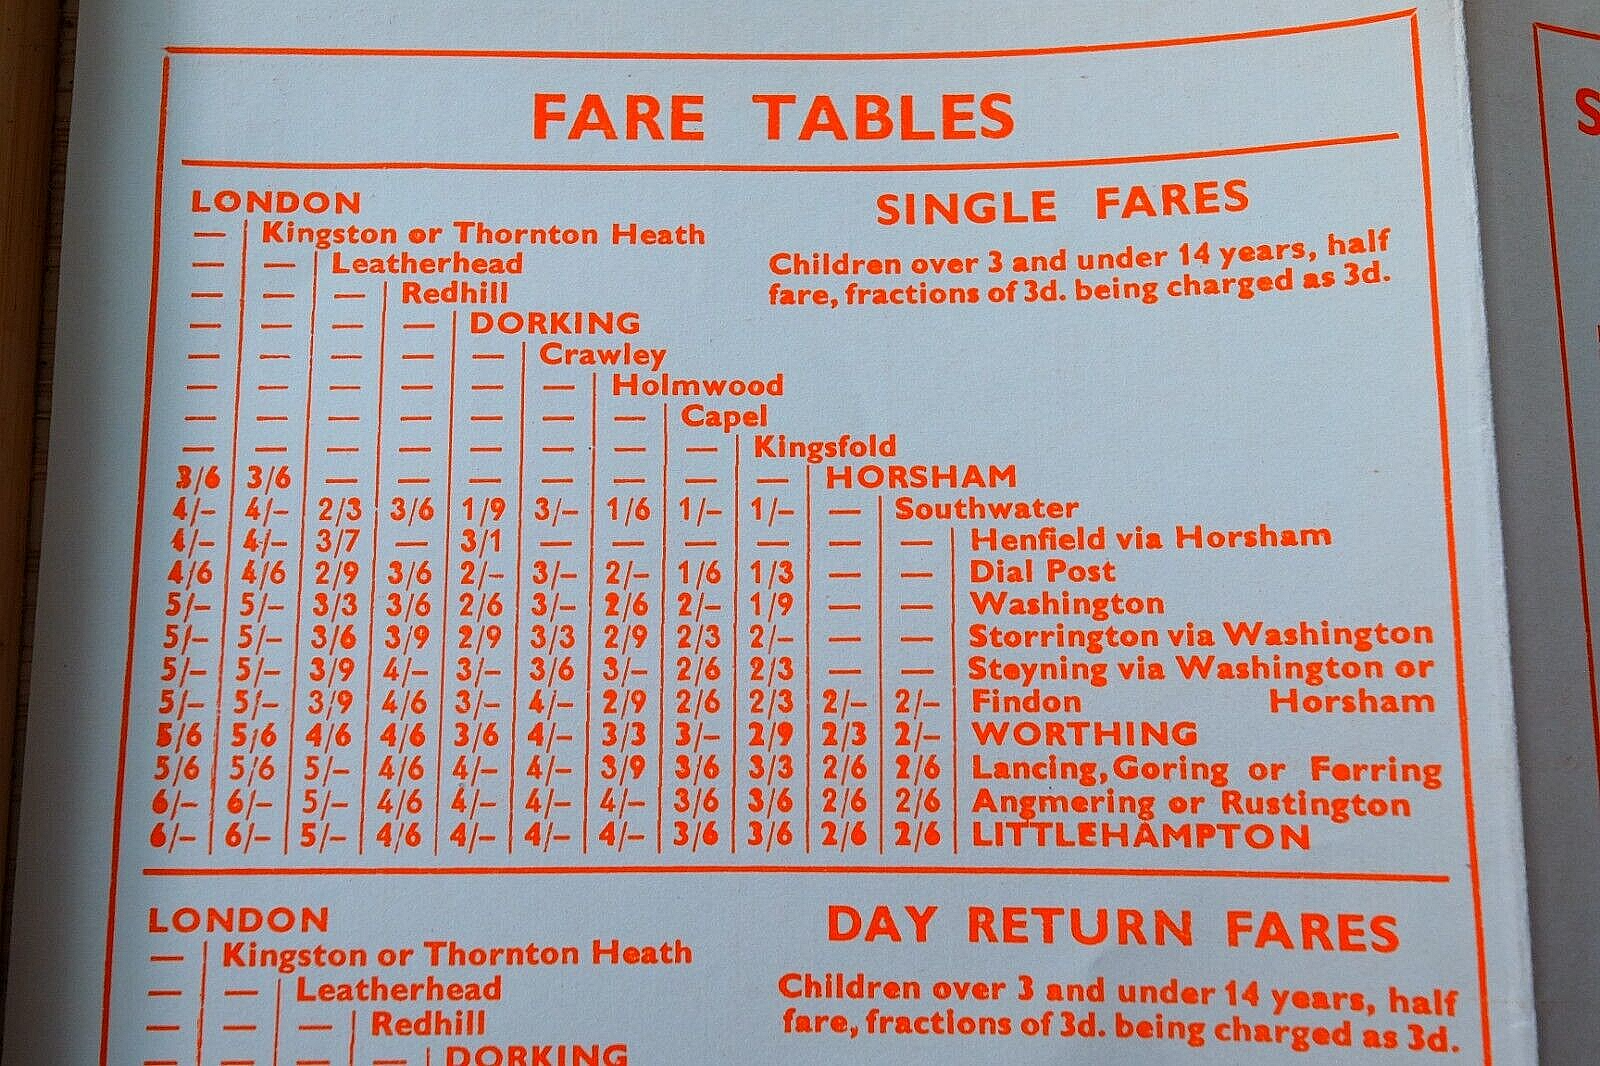 FARE TABLES
LONDON
SINGLE FARES
— Kingston or Thornton Heath
— — Leatherhead
Children over 3 and under 14 years, half
— — — Redhill
fare, fractions of 3d. being charged as 3d.
— — — — DORKING
— — — — — Crawley
— — — — — — Holmwood
— — — — — — — Capel
— — — — — — — — Kingsfold
3/6 3/6 — — — — — — — HORSHAM
4/- 4/- 2/3 3/6 1/9 3/- 1/6 1/- 1/- — Southwater
4/- 4/- 3/7 — 3/1 — — — — — — Henfield via Horsham
4/6 4/6 2/9 3/6 2/- 3/- 2/- 1/6 1/3 — — Dial Post
5/- 5/- 3/3 3/6 2/6 3/- 2/6 2/- 1/9 — — Washington
5/- 5/- 3/6 3/9 2/9 3/3 2/9 2/3 2/- — — Storrington via Washington
5/- 5/- 3/9 4/- 3/- 3/6 3/- 2/6 2/3 — — Steyning via Washington or
5/- 5/- 3/9 4/6 3/- 4/- 2/9 2/6 2/3 2/- 2/- Findon Horsham
5/6 5/6 4/6 4/6 3/6 4/- 3/3 3/- 2/9 2/3 2/- WORTHING
5/6 5/6 5/- 4/6 4/- 4/- 3/9 3/6 3/3 2/6 2/6 Lancing, Goring or Ferring
6/- 6/- 5/- 4/6 4/- 4/- 4/- 3/6 3/6 2/6 2/6 Angmering or Rustington
6/- 6/- 5/- 4/6 4/- 4/- 4/- 3/6 3/6 2/6 2/6 LITTLEHAMPTON
LONDON
DAY RETURN FARES
— Kingston or Thornton Heath
— — Leatherhead
Children over 3 and under 14 years, half
— — — Redhill
fare, fractions of 3d. being charged as 3d.
— — — — DORKING
S